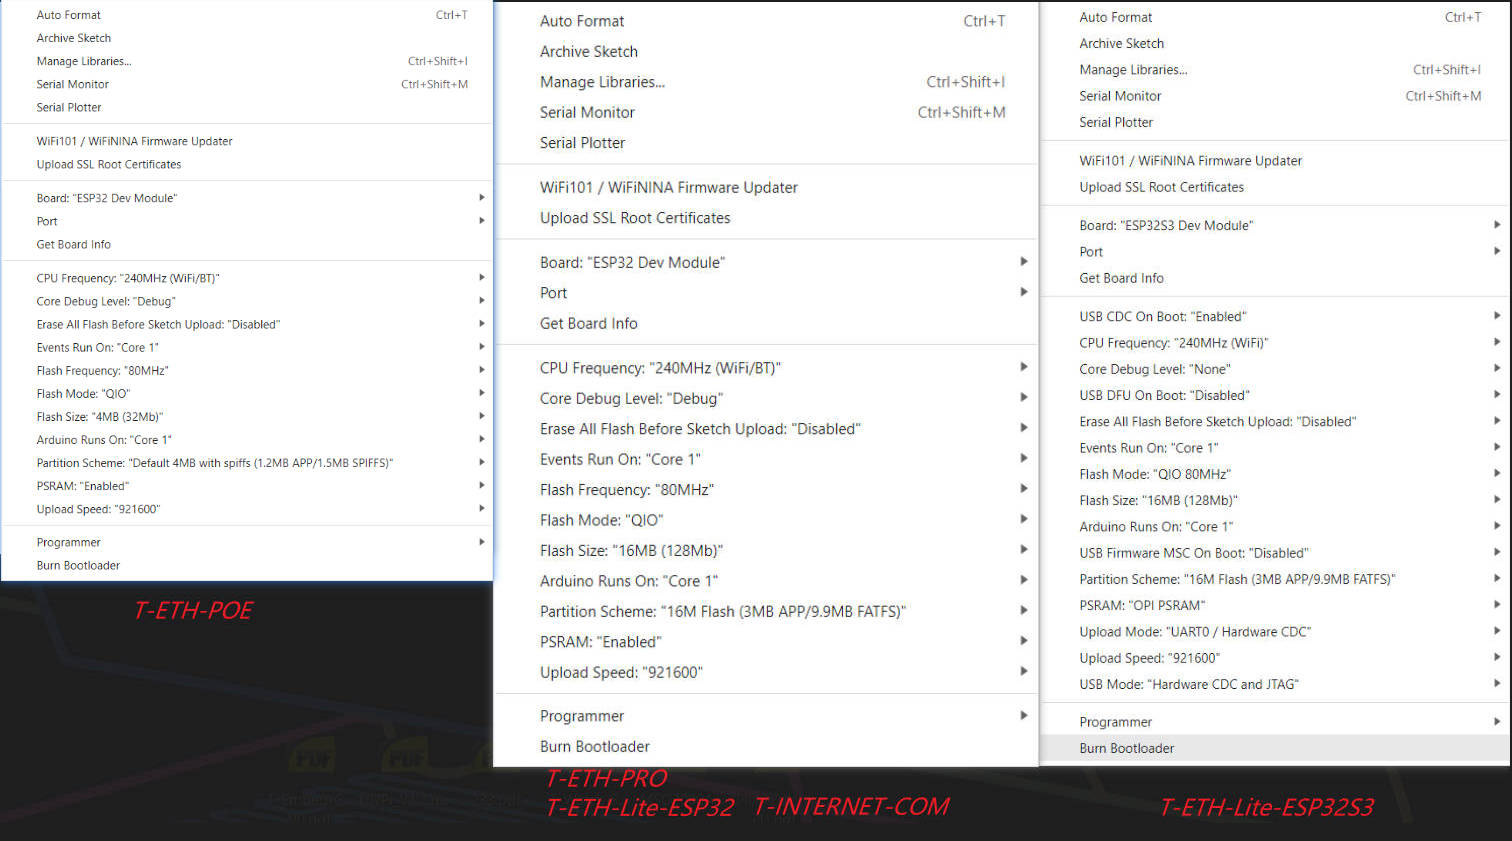 Auto Format Ctrl+T
Archive Sketch
Manage Libraries... Ctrl+Shift+I
Serial Monitor Ctrl+Shift+M
Serial Plotter
WiFi101 / WiFiNINA Firmware Updater
Upload SSL Root Certificates
Board: "ESP32 Dev Module"
Port
Get Board Info
CPU Frequency: "240MHz (WiFi/BT)"
Core Debug Level: "Debug"
Erase All Flash Before Sketch Upload: "Disabled"
Events Run On: "Core 1"
Flash Frequency: "80MHz"
Flash Mode: "QIO"
Flash Size: "4MB (32Mb)"
Arduino Runs On: "Core 1"
Partition Scheme: "Default 4MB with spiffs (1.2MB APP/1.5MB SPIFFS)"
PSRAM: "Enabled"
Upload Speed: "921600"
Programmer
Burn Bootloader
T-ETH-POE
Auto Format Ctrl+T
Archive Sketch
Manage Libraries... Ctrl+Shift+I
Serial Monitor Ctrl+Shift+M
Serial Plotter
WiFi101 / WiFiNINA Firmware Updater
Upload SSL Root Certificates
Board: "ESP32 Dev Module"
Port
Get Board Info
CPU Frequency: "240MHz (WiFi/BT)"
Core Debug Level: "Debug"
Erase All Flash Before Sketch Upload: "Disabled"
Events Run On: "Core 1"
Flash Frequency: "80MHz"
Flash Mode: "QIO"
Flash Size: "16MB (128Mb)"
Arduino Runs On: "Core 1"
Partition Scheme: "16M Flash (3MB APP/9.9MB FATFS)"
PSRAM: "Enabled"
Upload Speed: "921600"
Programmer
Burn Bootloader
T-ETH-PRO
T-ETH-Lite-ESP32 T-INTERNET-COM
Auto Format Ctrl+T
Archive Sketch
Manage Libraries... Ctrl+Shift+I
Serial Monitor Ctrl+Shift+M
Serial Plotter
WiFi101 / WiFiNINA Firmware Updater
Upload SSL Root Certificates
Board: "ESP32S3 Dev Module"
Port
Get Board Info
USB CDC On Boot: "Enabled"
CPU Frequency: "240MHz (WiFi)"
Core Debug Level: "None"
USB DFU On Boot: "Disabled"
Erase All Flash Before Sketch Upload: "Disabled"
Events Run On: "Core 1"
Flash Mode: "QIO 80MHz"
Flash Size: "16MB (128Mb)"
Arduino Runs On: "Core 1"
USB Firmware MSC On Boot: "Disabled"
Partition Scheme: "16M Flash (3MB APP/9.9MB FATFS)"
PSRAM: "OPI PSRAM"
Upload Mode: "UART0 / Hardware CDC"
Upload Speed: "921600"
USB Mode: "Hardware CDC and JTAG"
Programmer
Burn Bootloader
T-ETH-Lite-ESP32S3
PDF
PDF